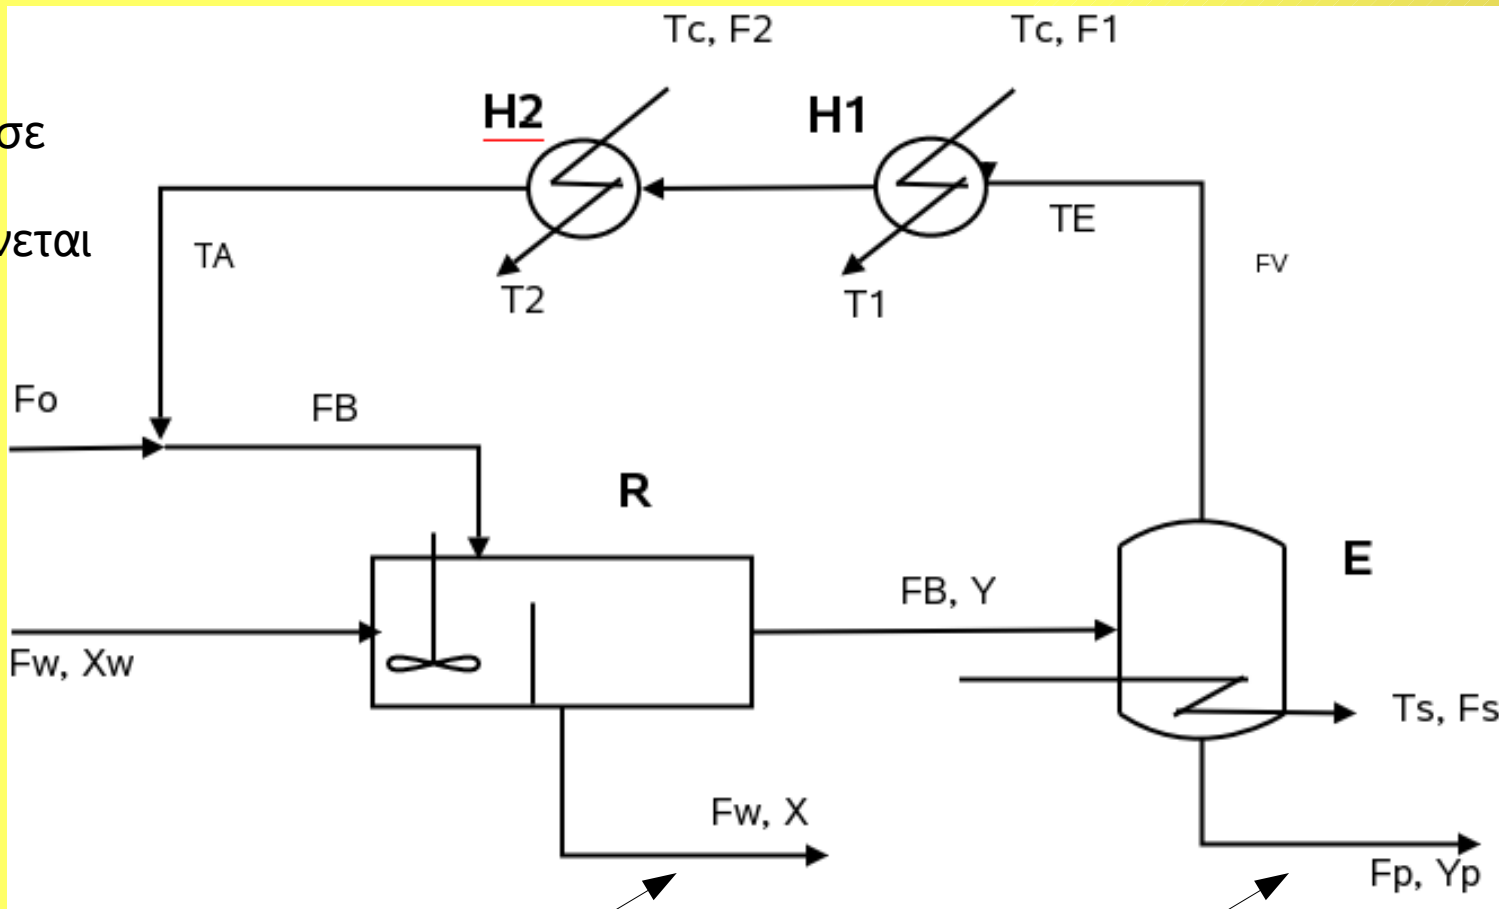 Tc, F2
Tc, F1
H2
H1
σε
TE
νεται
TA
FV
T2
T1
Fo
FB
R
E
FB, Y
Fw, Xw
Ts, Fs
Fw, X
Fp, Yp